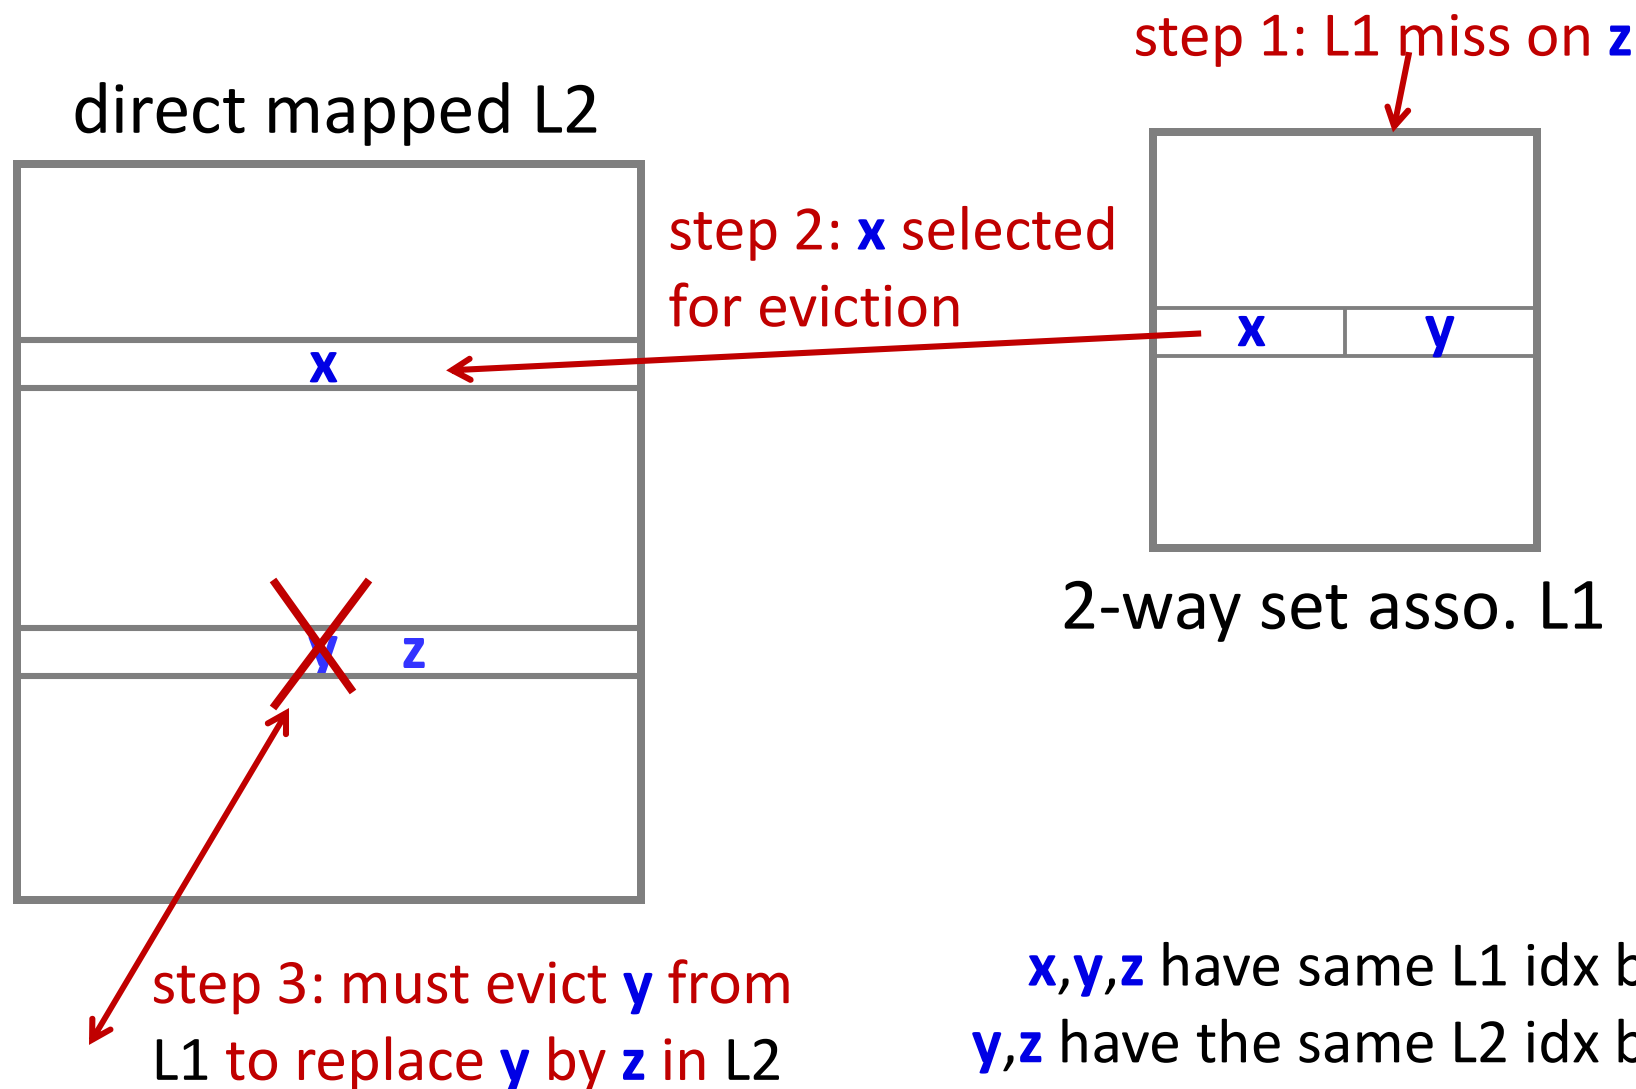 step 1: L1 miss on z
direct mapped L2
step 2: x selected
for eviction
x
y
x
y z
2-way set asso. L1
step 3: must evict y from
L1 to replace y by z in L2
x,y,z have same L1 idx b
y,z have the same L2 idx b